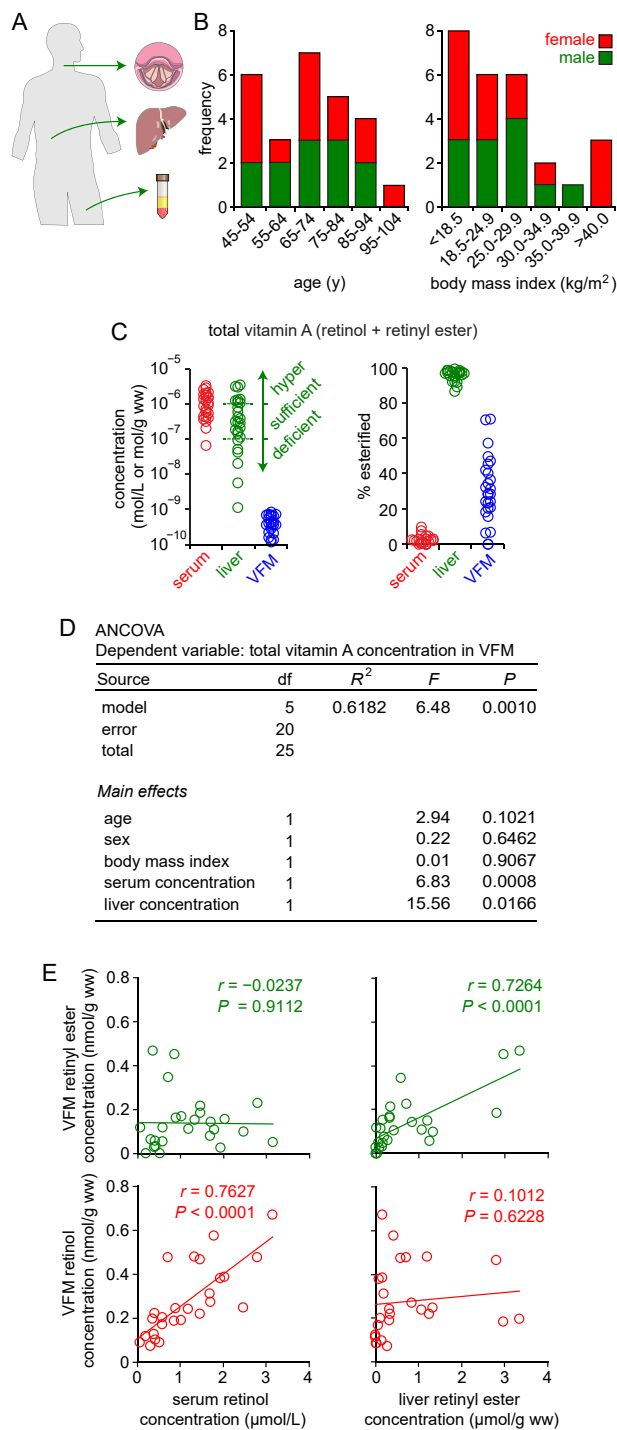 A
B
8
6
4
2
0
frequency
45-54
55-64
65-74
75-84
85-94
95-104
age (y)
8
6
4
2
0
female
male
<18.5
18.5-24.9
25.0-29.9
30.0-34.9
35.0-39.9
>40.0
body mass index (kg/m²)
C
total vitamin A (retinol + retinyl ester)
concentration
(mol/L or mol/g ww)
10⁻⁵
10⁻⁶
10⁻⁷
10⁻⁸
10⁻⁹
10⁻¹⁰
hyper
sufficient
deficient
serum
liver
VFM
% esterified
100
80
60
40
20
0
serum
liver
VFM
D
ANCOVA
Dependent variable: total vitamin A concentration in VFM
Source df R² F P
model 5 0.6182 6.48 0.0010
error 20
total 25
Main effects
age 1 2.94 0.1021
sex 1 0.22 0.6462
body mass index 1 0.01 0.9067
serum concentration 1 6.83 0.0008
liver concentration 1 15.56 0.0166
E
VFM retinyl ester
concentration (nmol/g ww)
0.8
0.6
0.4
0.2
0
r = −0.0237
P = 0.9112
r = 0.7264
P < 0.0001
VFM retinol
concentration (nmol/g ww)
0.8
0.6
0.4
0.2
0
r = 0.7627
P < 0.0001
r = 0.1012
P = 0.6228
0 1 2 3 4
serum retinol
concentration (µmol/L)
0 1 2 3 4
liver retinyl ester
concentration (µmol/g ww)